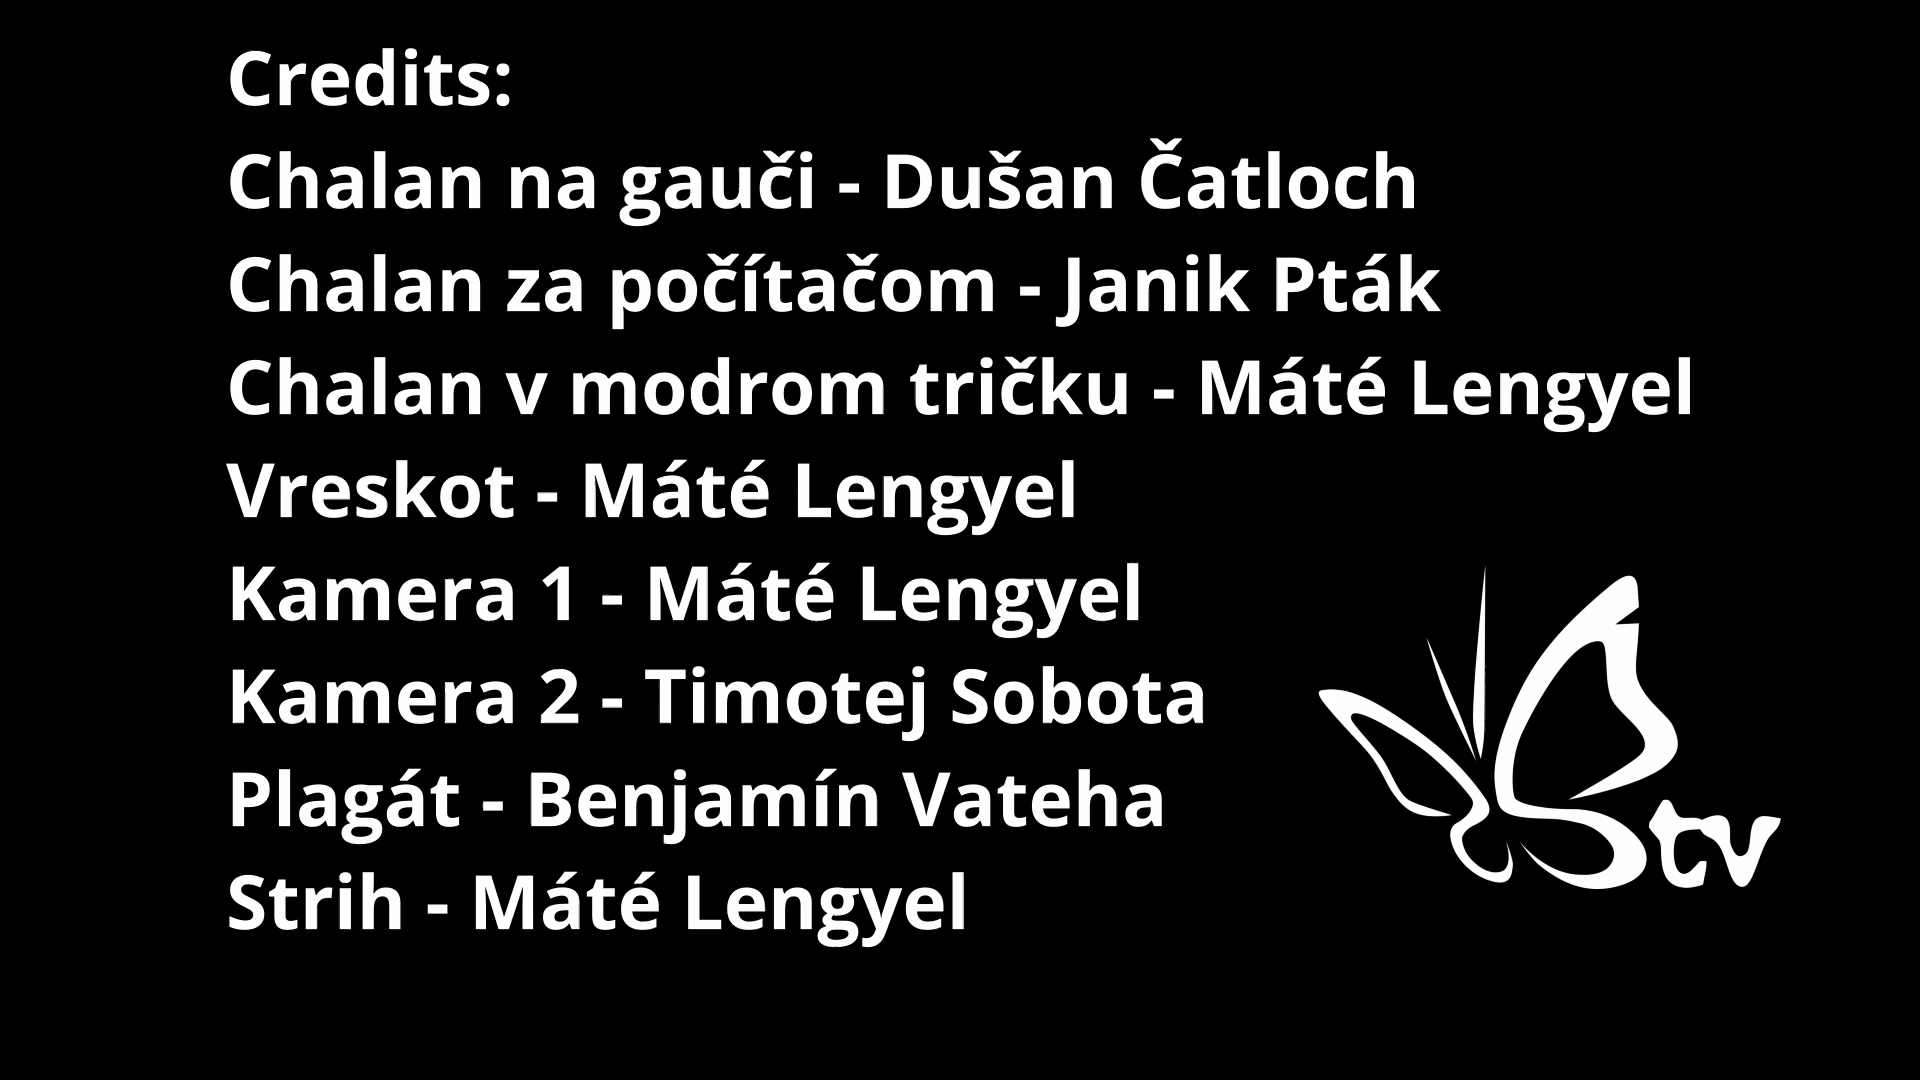 Credits:
Chalan na gauči - Dušan Čatloch
Chalan za počítačom - Janik Pták
Chalan v modrom tričku - Máté Lengyel
Vreskot - Máté Lengyel
Kamera 1 - Máté Lengyel
Kamera 2 - Timotej Sobota
Plagát - Benjamín Vateha
Strih - Máté Lengyel
tv